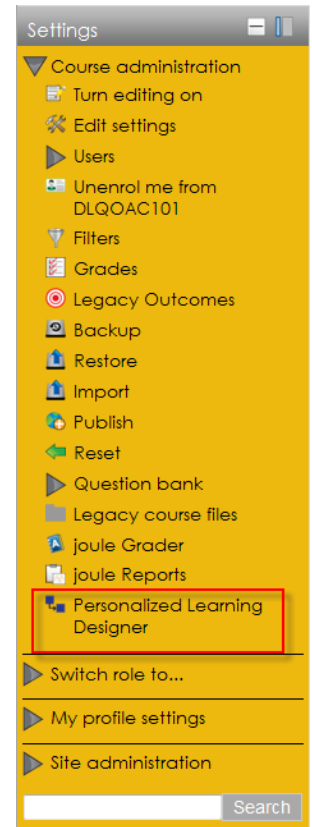 Settings
Course administration
Turn editing on
Edit settings
Users
Unenrol me from
DLQOAC101
Filters
Grades
Legacy Outcomes
Backup
Restore
Import
Publish
Reset
Question bank
Legacy course files
joule Grader
joule Reports
Personalized Learning
Designer
Switch role to...
My profile settings
Site administration
Search